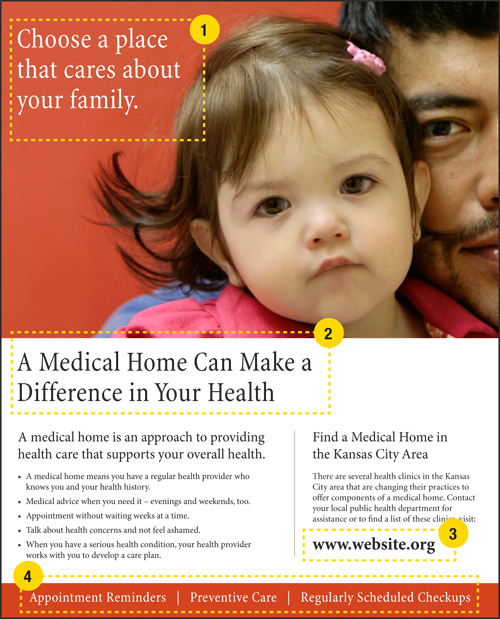 Choose a place
that cares about
your family.
1
2
A Medical Home Can Make a
Difference in Your Health
A medical home is an approach to providing
health care that supports your overall health.
• A medical home means you have a regular health provider who
knows you and your health history.
• Medical advice when you need it – evenings and weekends, too.
• Appointment without waiting weeks at a time.
• Talk about health concerns and not feel ashamed.
• When you have a serious health condition, your health provider
works with you to develop a care plan.
Find a Medical Home in
the Kansas City Area
There are several health clinics in the Kansas
City area that are changing their practices to
offer components of a medical home. Contact
your local public health department for
assistance or to find a list of these clinics visit:
3
www.website.org
4
Appointment Reminders | Preventive Care | Regularly Scheduled Checkups